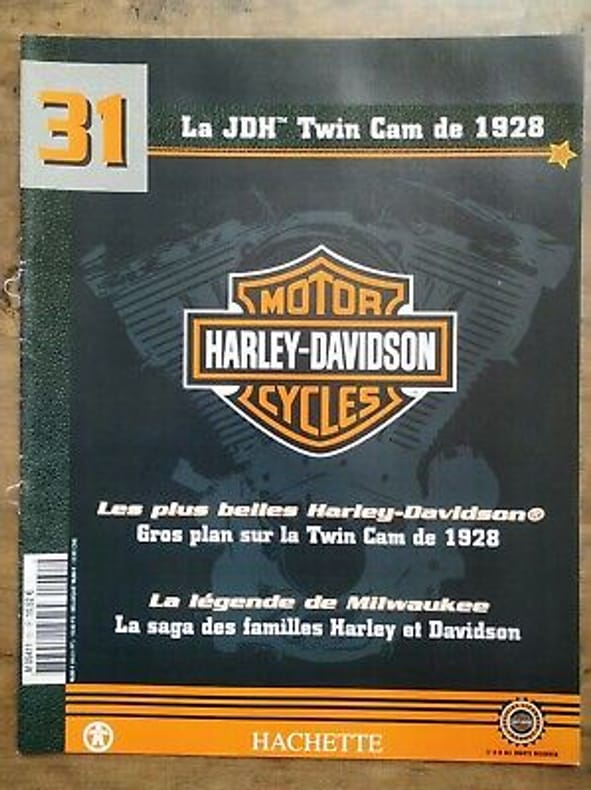 31
La JDH™ Twin Cam de 1928
MOTOR
HARLEY-DAVIDSON
CYCLES
Les plus belles Harley-Davidson®
Gros plan sur la Twin Cam de 1928
La légende de Milwaukee
La saga des familles Harley et Davidson
HACHETTE